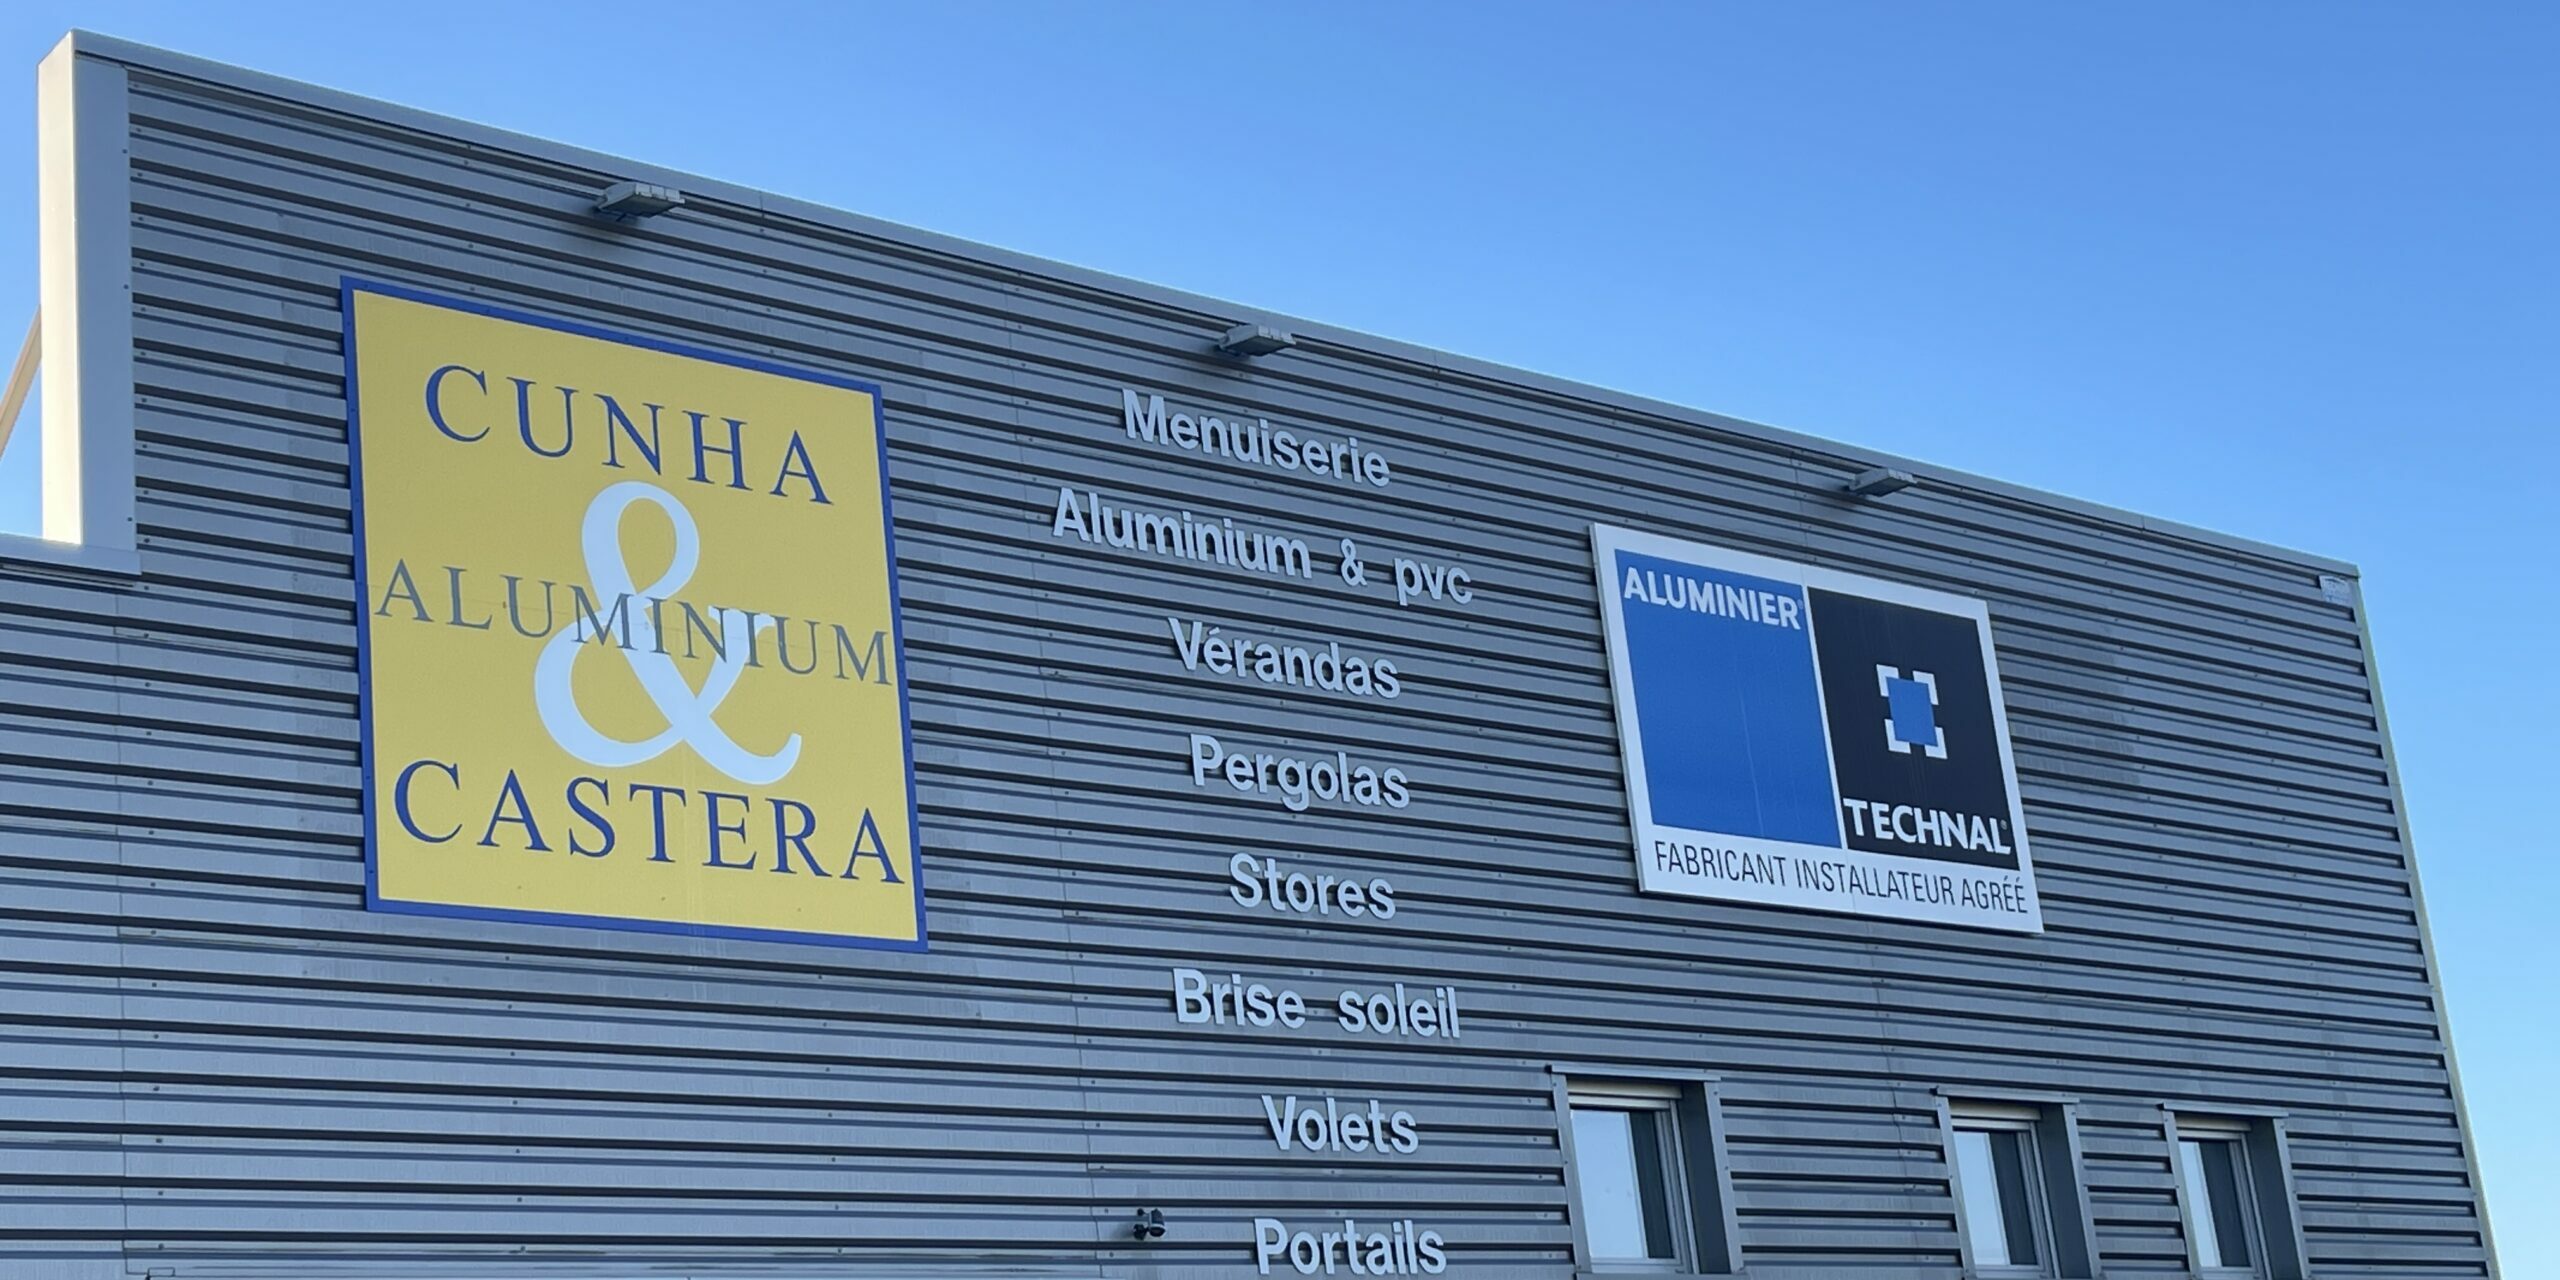 CUNHA
&
ALUMINIUM
CASTERA
Menuiserie
Aluminium & pvc
Vérandas
Pergolas
Stores
Brise soleil
Volets
Portails
ALUMINIER®
TECHNAL®
FABRICANT INSTALLATEUR AGRÉÉ